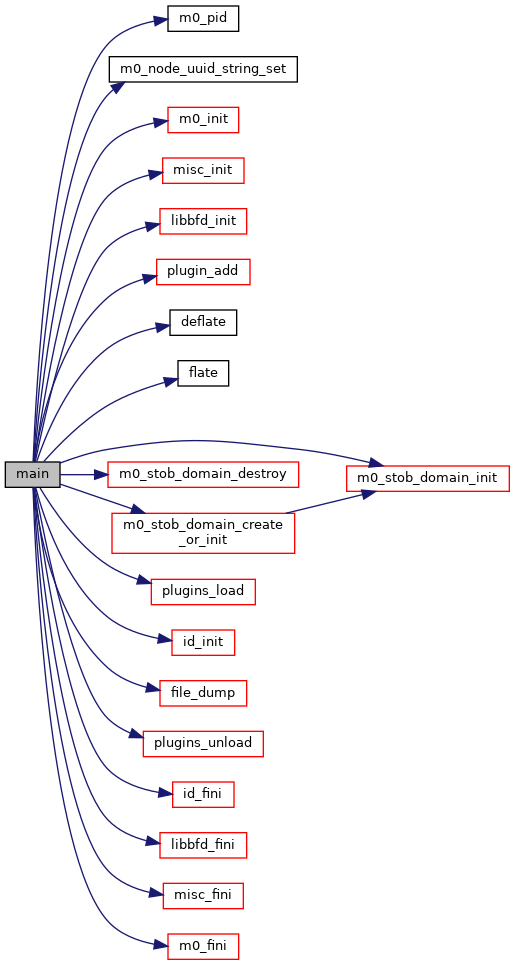 m0_pid
m0_node_uuid_string_set
m0_init
misc_init
libbfd_init
plugin_add
deflate
flate
main
m0_stob_domain_destroy
m0_stob_domain_init
m0_stob_domain_create
_or_init
plugins_load
id_init
file_dump
plugins_unload
id_fini
libbfd_fini
misc_fini
m0_fini